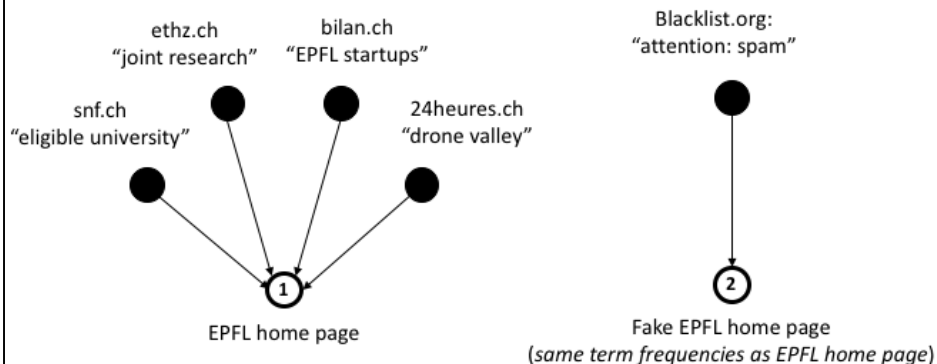 ethz.ch
“joint research”
bilan.ch
“EPFL startups”
snf.ch
“eligible university”
24heures.ch
“drone valley”
1
EPFL home page
Blacklist.org:
“attention: spam”
2
Fake EPFL home page
(same term frequencies as EPFL home page)